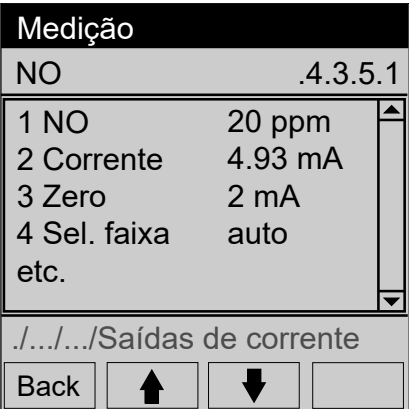 Medição
NO .4.3.5.1
1 NO 20 ppm
2 Corrente 4.93 mA
3 Zero 2 mA
4 Sel. faixa auto
etc.
./.../.../Saídas de corrente
Back